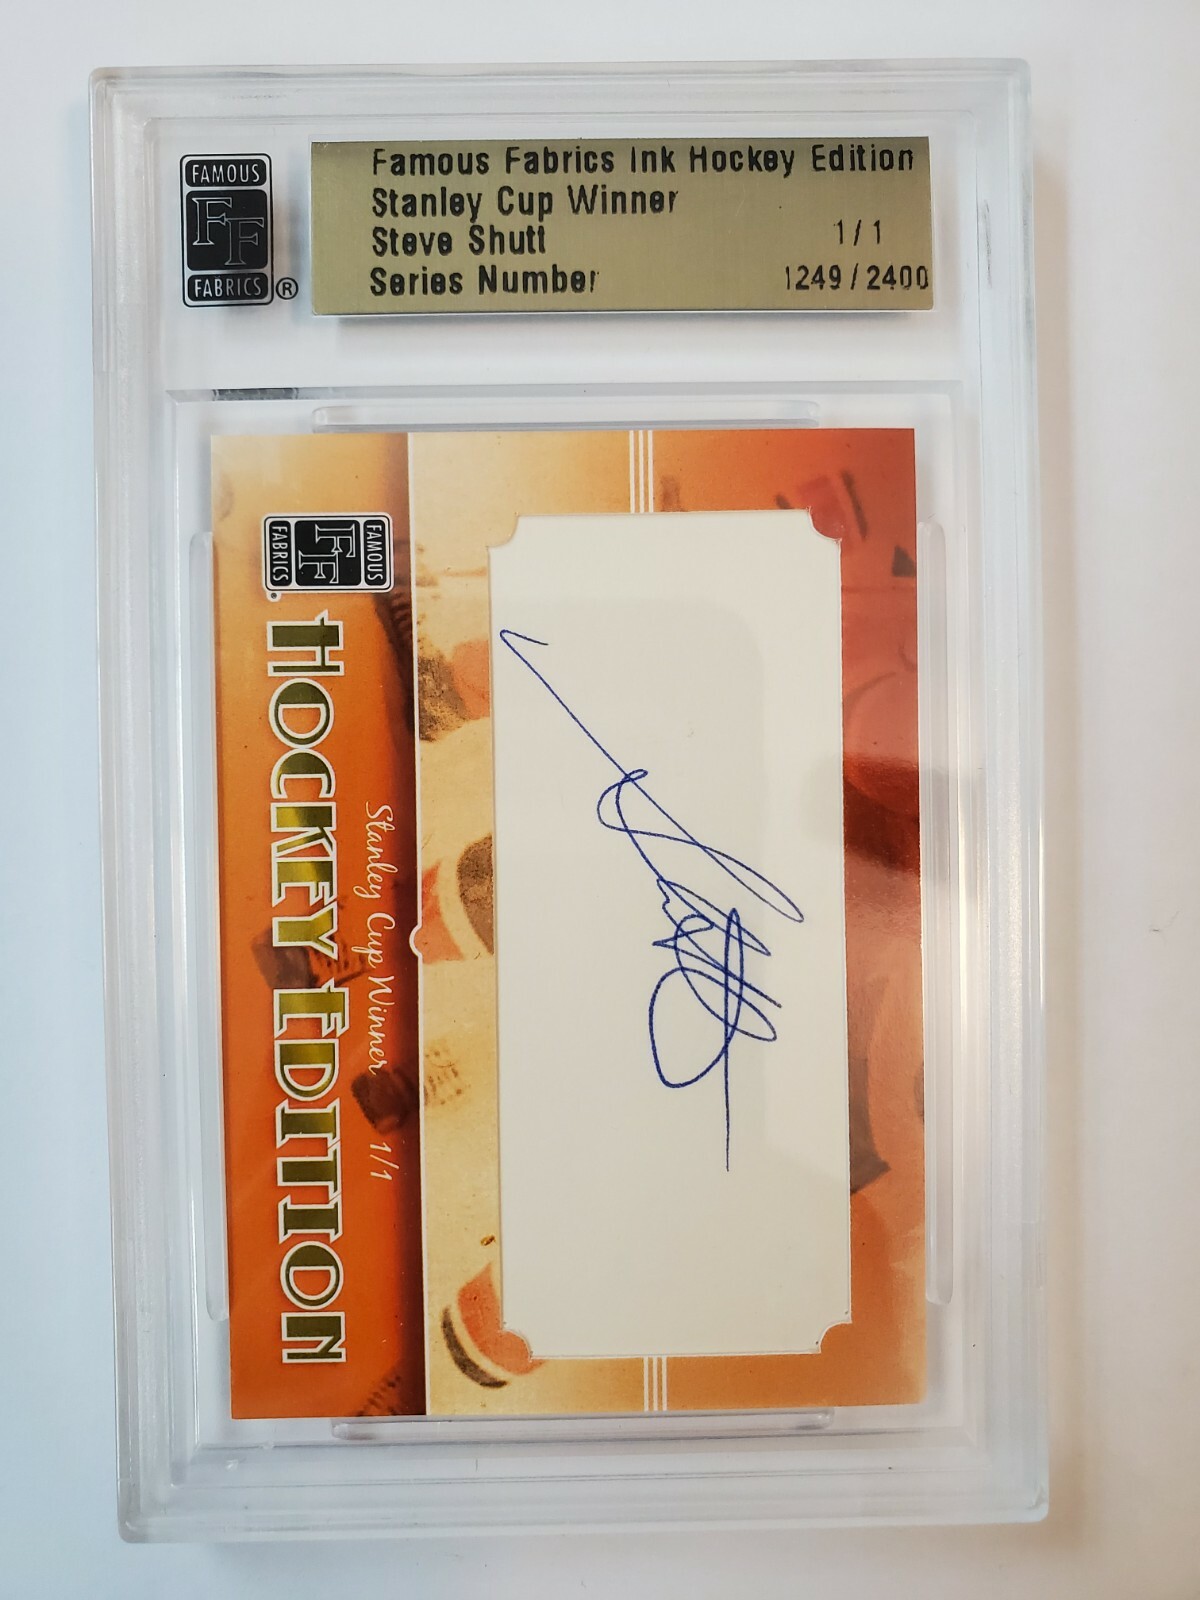 FAMOUS
FF
FABRICS
®
Famous Fabrics Ink Hockey Edition
Stanley Cup Winner
Steve Shutt 1/1
Series Number 1249/2400
FAMOUS
FF
FABRICS
HOCKEY EDITION
Stanley Cup Winner 1/1